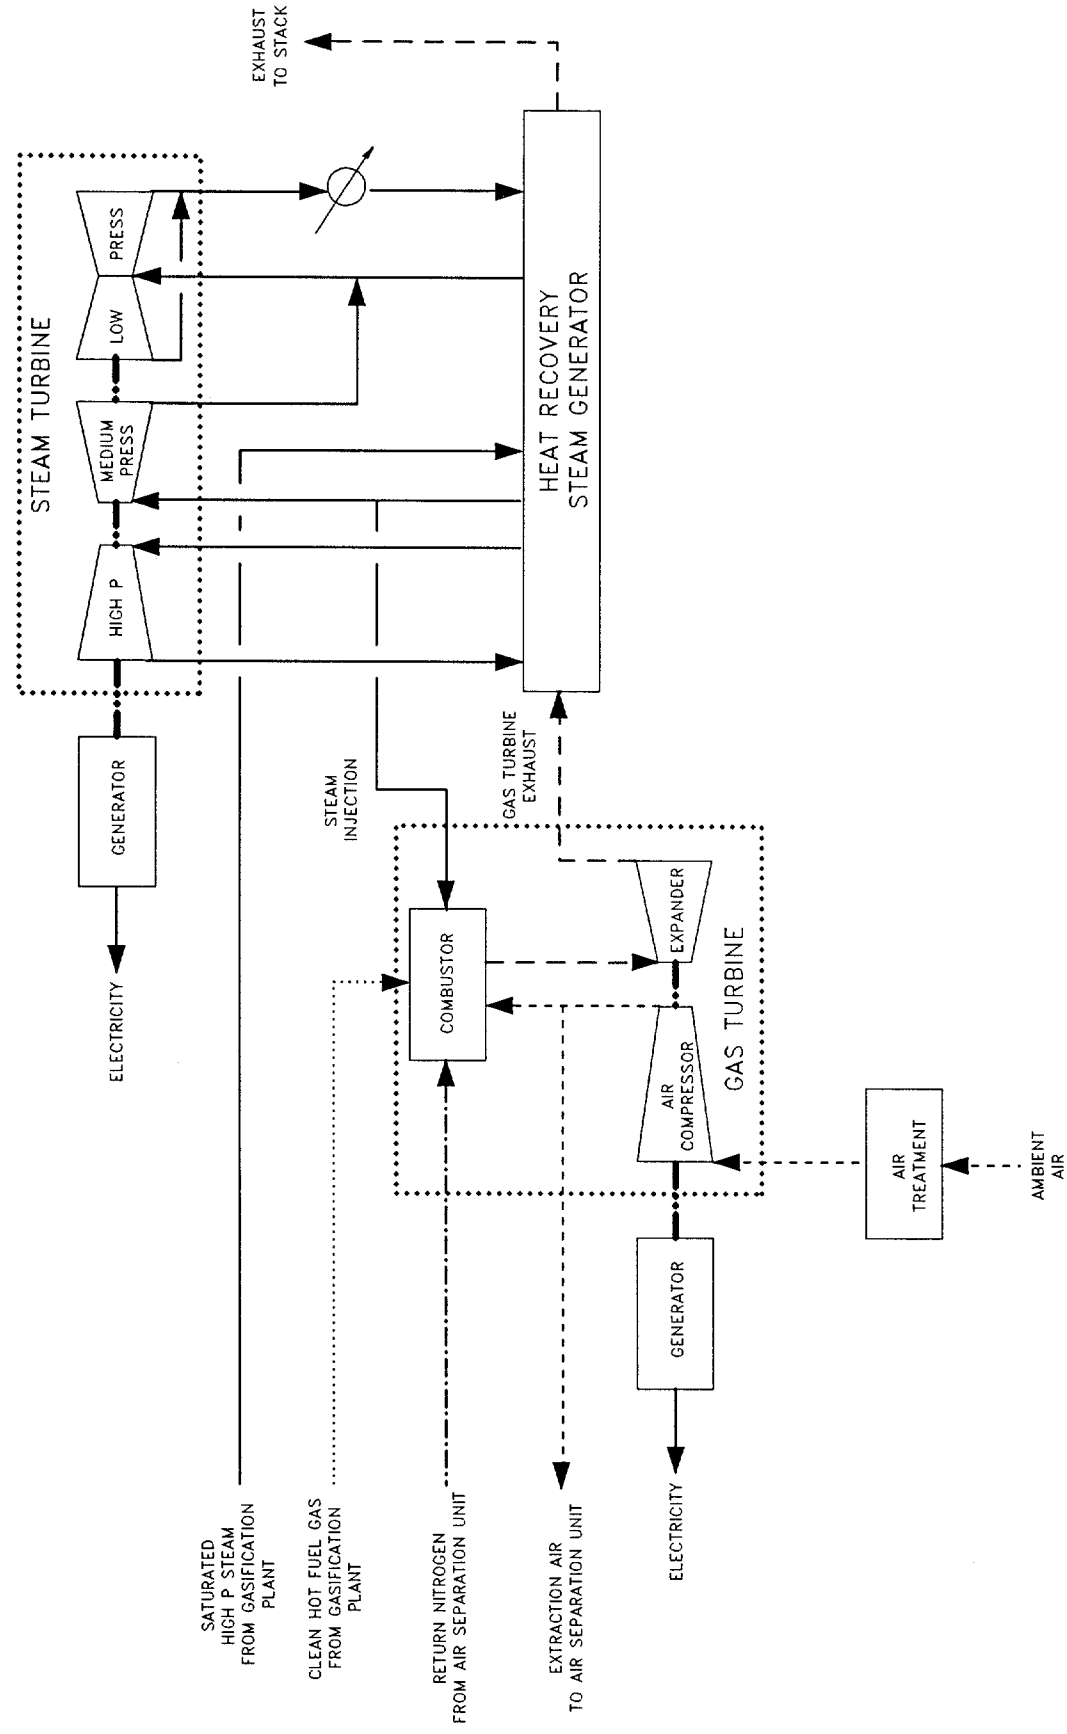 SATURATED
HIGH P STEAM
FROM GASIFICATION
PLANT
CLEAN HOT FUEL GAS
FROM GASIFICATION
PLANT
RETURN NITROGEN
FROM AIR SEPARATION UNIT
EXTRACTION AIR
TO AIR SEPARATION UNIT
ELECTRICITY
GENERATOR
STEAM TURBINE
HIGH P
MEDIUM
PRESS
LOW
PRESS
EXHAUST
TO STACK
STEAM
INJECTION
COMBUSTOR
GAS TURBINE
EXHAUST
HEAT RECOVERY
STEAM GENERATOR
ELECTRICITY
GENERATOR
AIR
COMPRESSOR
EXPANDER
GAS TURBINE
AIR
TREATMENT
AMBIENT
AIR